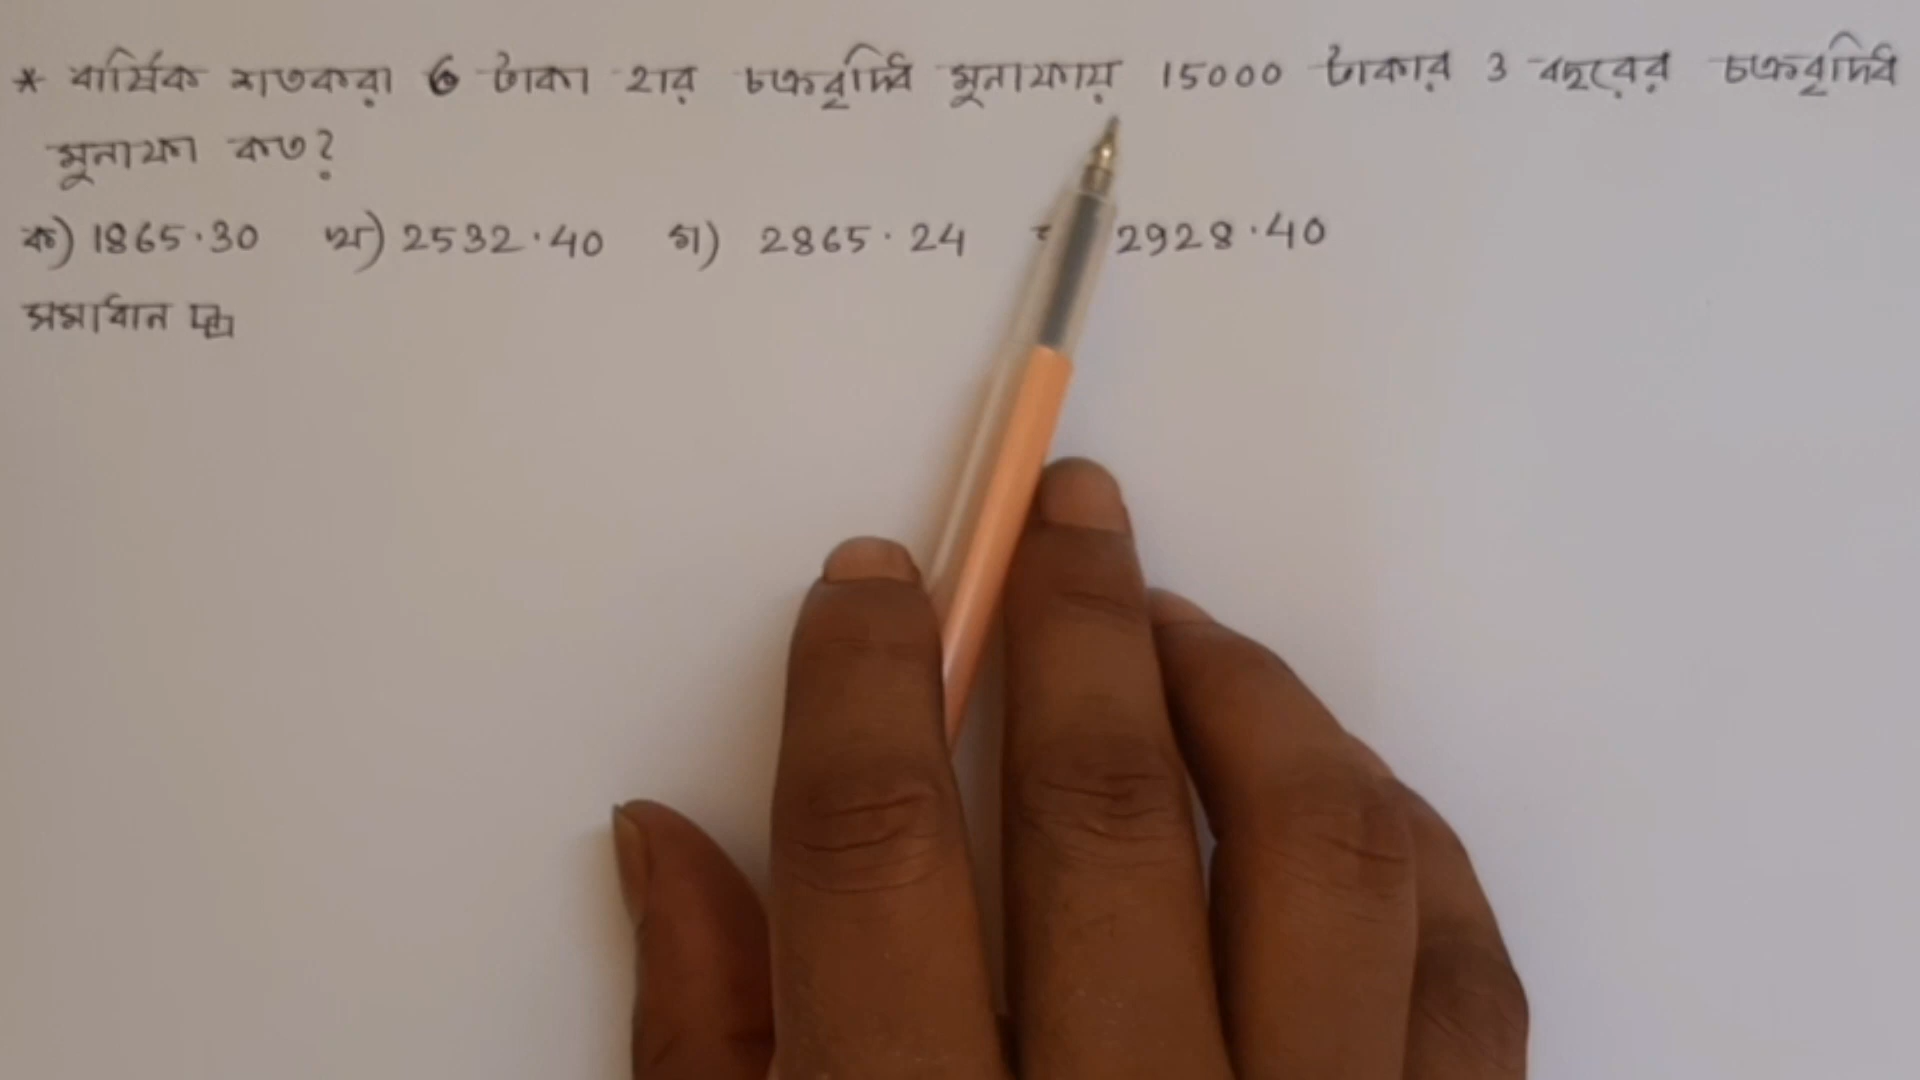 * বার্ষিক শতকরা 6 টাকা হার চক্রবৃদ্ধি মুনাফায় 15000 টাকার 3 বছরের চক্রবৃদ্ধি
মুনাফা কত?
ক) 1865.30 খ) 2532.40 গ) 2865.24 2928.40
সমাধান